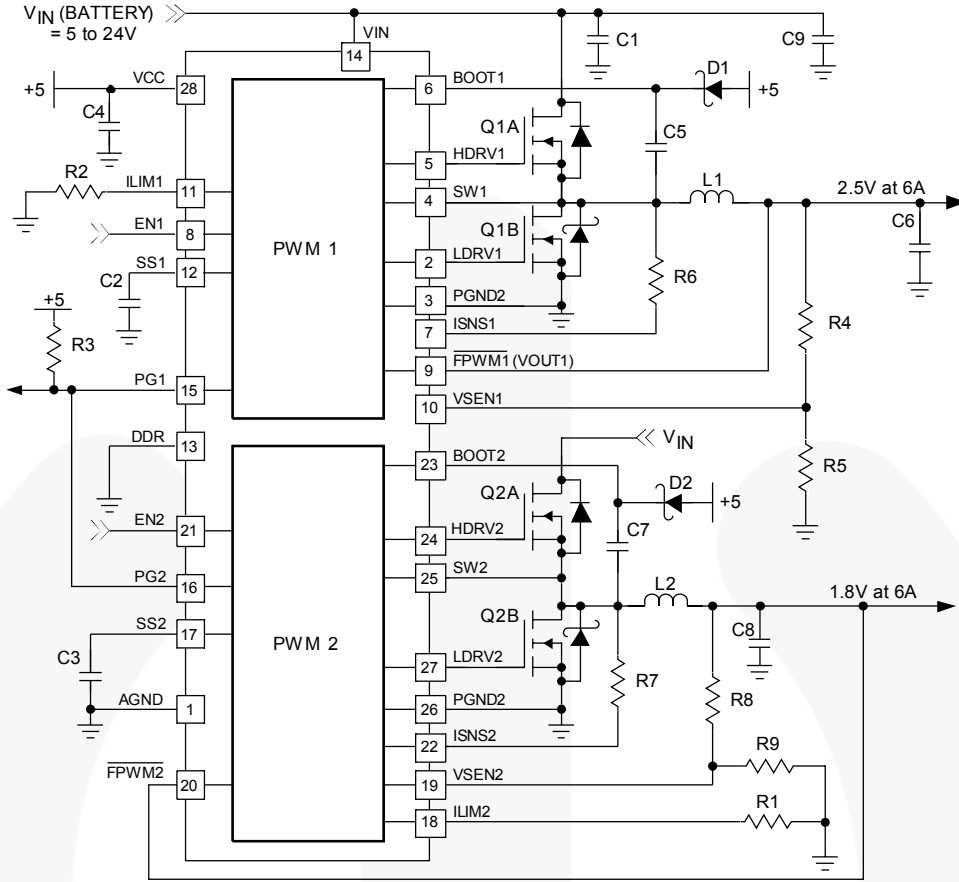 VIN (BATTERY)
= 5 to 24V
VIN
14
C1
C9
VCC
28
+5
C4
BOOT1
6
D1
+5
Q1A
C5
HDRV1
5
R2
ILIM1
11
SW1
4
L1
2.5V at 6A
C6
EN1
8
PWM 1
Q1B
LDRV1
2
SS1
12
C2
R6
PGND2
3
+5
R3
ISNS1
7
R4
FPWM1 (VOUT1)
9
PG1
15
VSEN1
10
DDR
13
VIN
BOOT2
23
R5
Q2A
D2
+5
EN2
21
HDRV2
24
C7
PG2
16
SW2
25
L2
1.8V at 6A
SS2
17
Q2B
C8
PWM 2
C3
LDRV2
27
R7
R8
AGND
1
PGND2
26
ISNS2
22
R9
FPWM2
20
VSEN2
19
R1
ILIM2
18